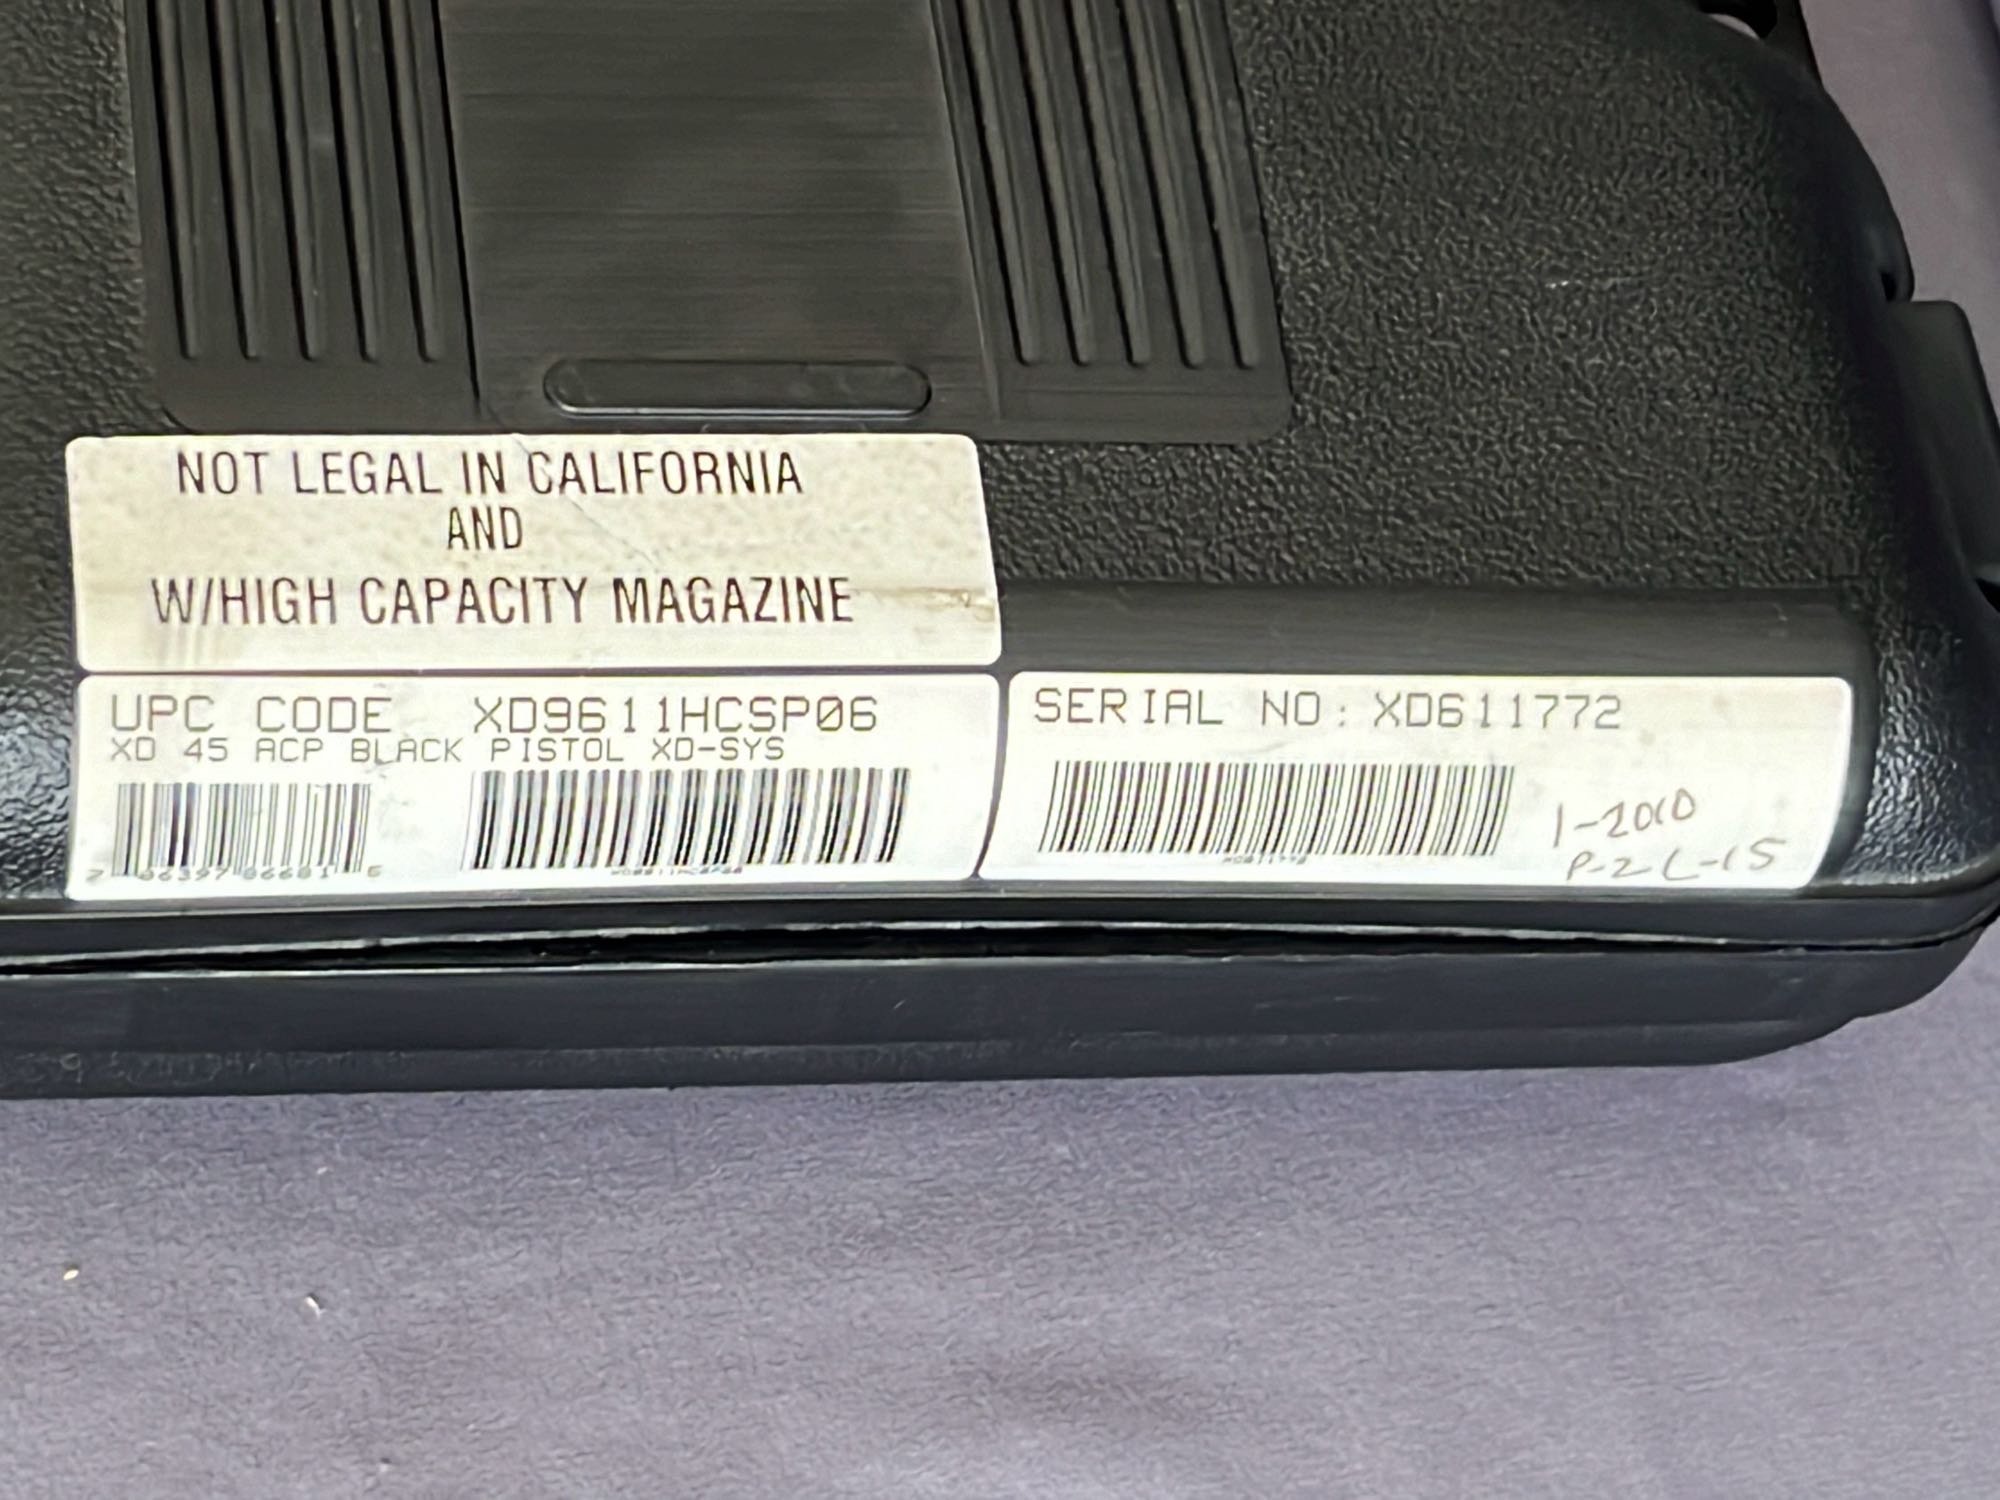 NOT LEGAL IN CALIFORNIA
AND
W/HIGH CAPACITY MAGAZINE
UPC CODE XD9611HCSP06
XD 45 ACP BLACK PISTOL XD-SYS
SERIAL NO: XD611772
1-2010
P-2 L-15